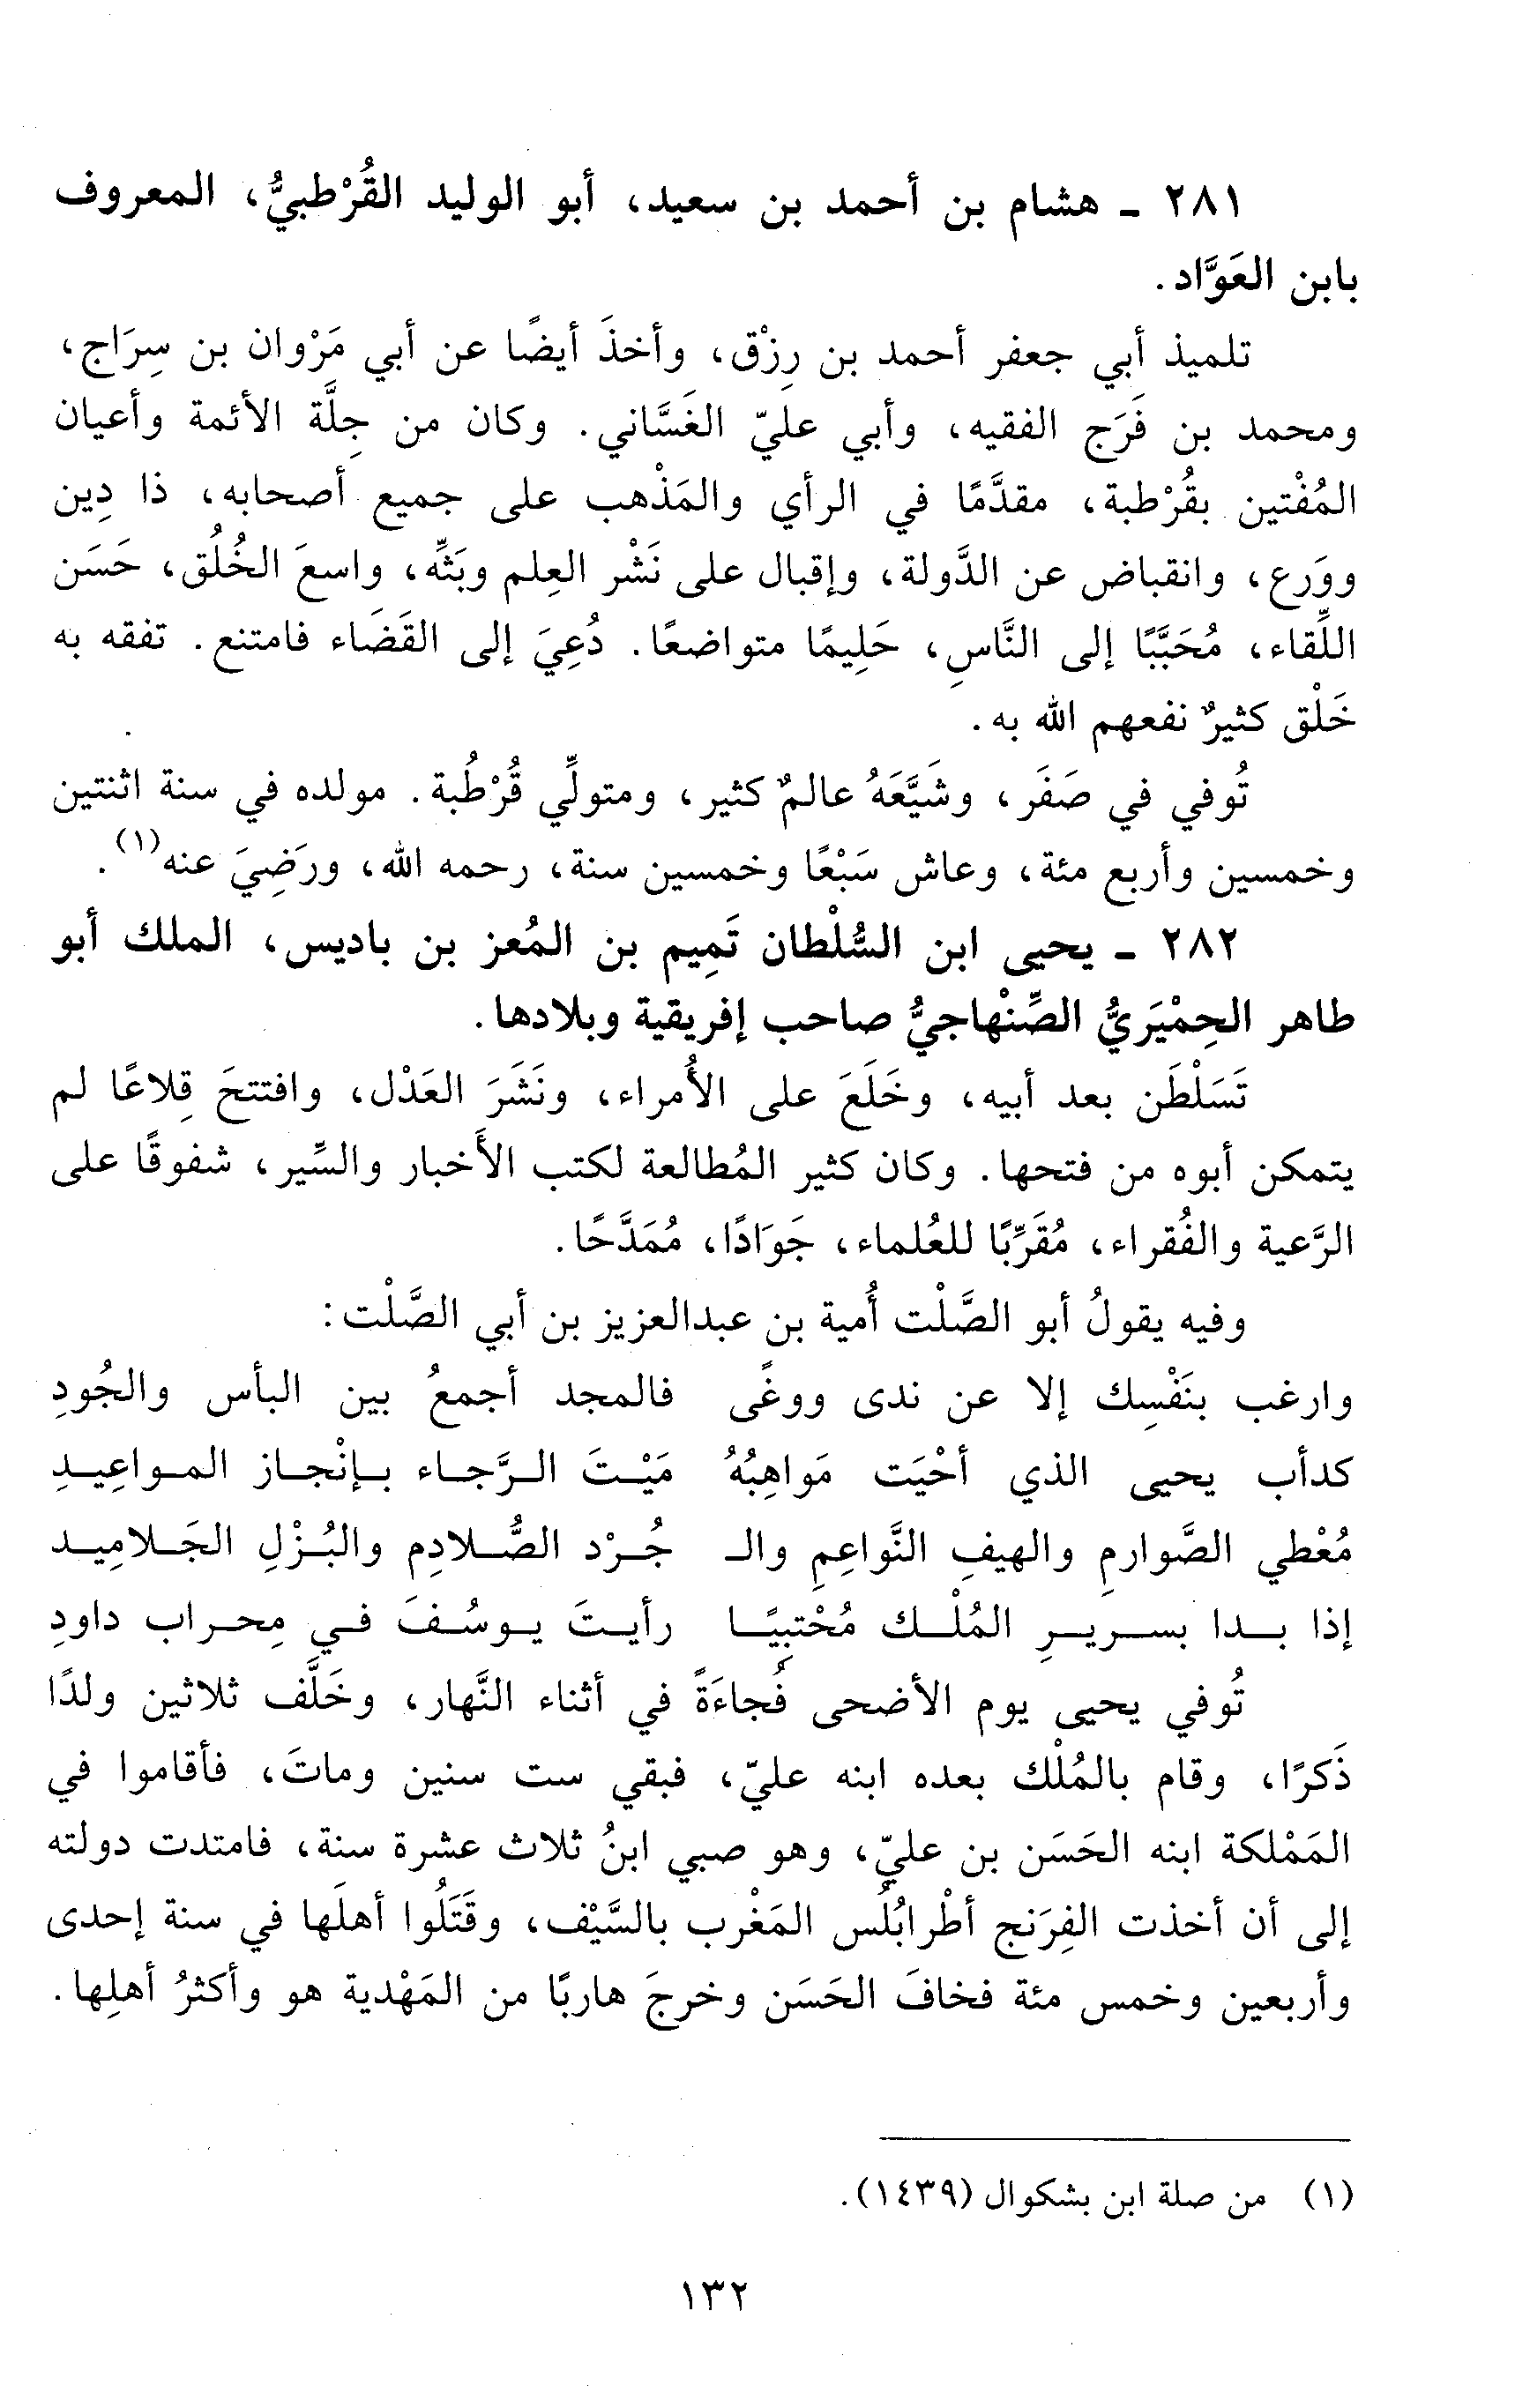 ٢٨١ - هشام بن أحمد بن سعيد، أبو الوليد القُرْطبيُّ، المعروف
بابن العَوَّاد.
تلميذ أبي جعفر أحمد بن رِزْق، وأخذَ أيضًا عن أبي مَرْوان بن سِرَاج،
ومحمد بن فَرَج الفقيه، وأبي عليّ الغَسَّاني. وكان من جِلَّة الأئمة وأعيان
المُفْتين بقُرْطبة، مقدَّمًا في الرأي والمَذْهب على جميع أصحابه، ذا دِين
ووَرع، وانقباض عن الدَّولة، وإقبال على نَشْر العِلم وبَثِّه، واسعَ الخُلُق، حَسَن
اللِّقاء، مُحَبَّبًا إلى النَّاسِ، حَلِيمًا متواضعًا. دُعِيَ إلى القَضَاء فامتنع. تفقه به
خَلْق كثيرٌ نفعهم الله به.
تُوفي في صَفَر، وشَيَّعَهُ عالمٌ كثير، ومتولِّي قُرْطُبة. مولده في سنة اثنتين
وخمسين وأربع مئة، وعاش سَبْعًا وخمسين سنة، رحمه الله، ورَضِيَ عنه(١).
٢٨٢ - يحيى ابن السُّلْطان تَمِيم بن المُعز بن باديس، الملك أبو
طاهر الحِمْيَريُّ الصِّنْهاجيُّ صاحب إفريقية وبلادها.
تَسَلْطَن بعد أبيه، وخَلَعَ على الأُمراء، ونَشَرَ العَدْل، وافتتحَ قِلاعًا لم
يتمكن أبوه من فتحها. وكان كثير المُطالعة لكتب الأَخبار والسِّير، شفوقًا على
الرَّعية والفُقراء، مُقَرِّبًا للعُلماء، جَوَادًا، مُمَدَّحًا.
وفيه يقولُ أبو الصَّلْت أُمية بن عبدالعزيز بن أبي الصَّلْت:
وارغب بنَفْسِك إلا عن ندى ووغًى فالمجد أجمعُ بين البأس والجُودِ
كدأب يحيى الذي أحْيَت مَواهِبُهُ مَيْتَ الرَّجاء بإنْجاز المواعِيدِ
مُعْطي الصَّوارمِ والهيفِ النَّواعِمِ والـ جُرْد الصُّلادِم والبُزْلِ الجَلامِيد
إذا بدا بسريرِ المُلْك مُحْتبِيًا رأيتَ يوسُفَ في مِحراب داودِ
تُوفي يحيى يوم الأضحى فُجاءَةً في أثناء النَّهار، وخَلَّف ثلاثين ولدًا
ذَكرًا، وقام بالمُلْك بعده ابنه عليّ، فبقي ست سنين وماتَ، فأقاموا في
المَمْلكة ابنه الحَسَن بن عليّ، وهو صبي ابنُ ثلاث عشرة سنة، فامتدت دولته
إلى أن أخذت الفِرَنج أطْرابُلُس المَغْرب بالسَّيْف، وقَتَلُوا أهلَها في سنة إحدى
وأربعين وخمس مئة فخافَ الحَسَن وخرجَ هاربًا من المَهْدية هو وأكثرُ أهلِها.
(١) من صلة ابن بشكوال (١٤٣٩).
١٣٢